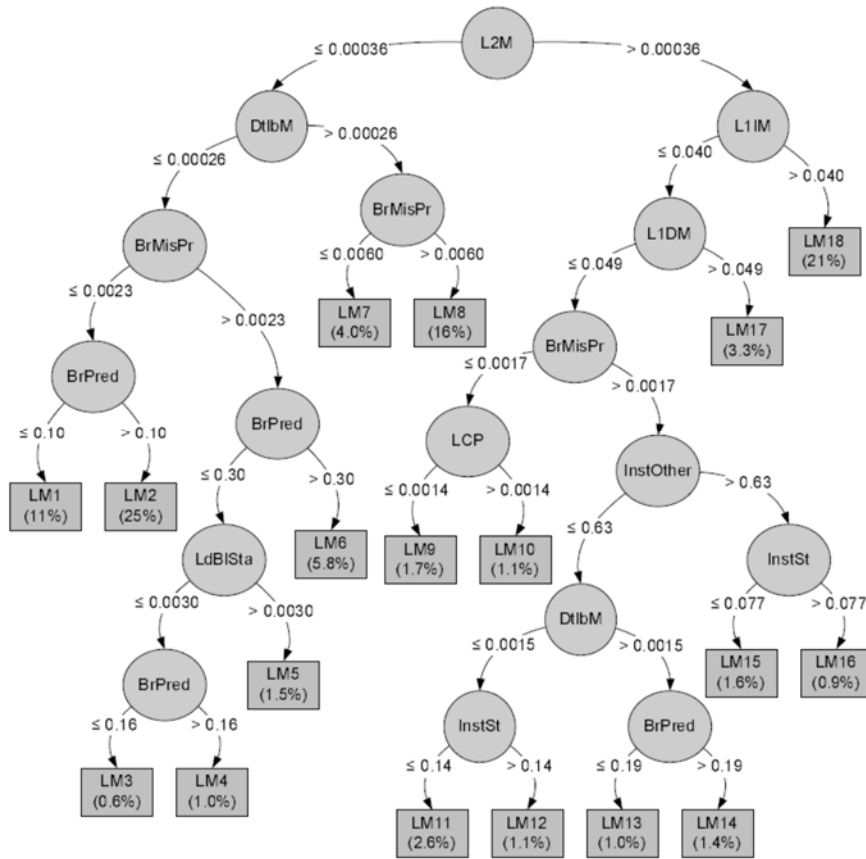 L2M
≤ 0.00036
> 0.00036
DtlbM
L1IM
≤ 0.00026
> 0.00026
≤ 0.040
> 0.040
BrMisPr
BrMisPr
L1DM
LM18
(21%)
≤ 0.0023
> 0.0023
≤ 0.0060
> 0.0060
≤ 0.049
> 0.049
LM7
(4.0%)
LM8
(16%)
BrMisPr
LM17
(3.3%)
BrPred
≤ 0.0017
> 0.0017
≤ 0.10
> 0.10
BrPred
LCP
InstOther
LM1
(11%)
LM2
(25%)
≤ 0.30
> 0.30
≤ 0.0014
> 0.0014
≤ 0.63
> 0.63
LdBlSta
LM6
(5.8%)
LM9
(1.7%)
LM10
(1.1%)
InstSt
≤ 0.0030
> 0.0030
DtlbM
≤ 0.077
> 0.077
BrPred
LM5
(1.5%)
≤ 0.0015
> 0.0015
LM15
(1.6%)
LM16
(0.9%)
≤ 0.16
> 0.16
InstSt
BrPred
LM3
(0.6%)
LM4
(1.0%)
≤ 0.14
> 0.14
≤ 0.19
> 0.19
LM11
(2.6%)
LM12
(1.1%)
LM13
(1.0%)
LM14
(1.4%)